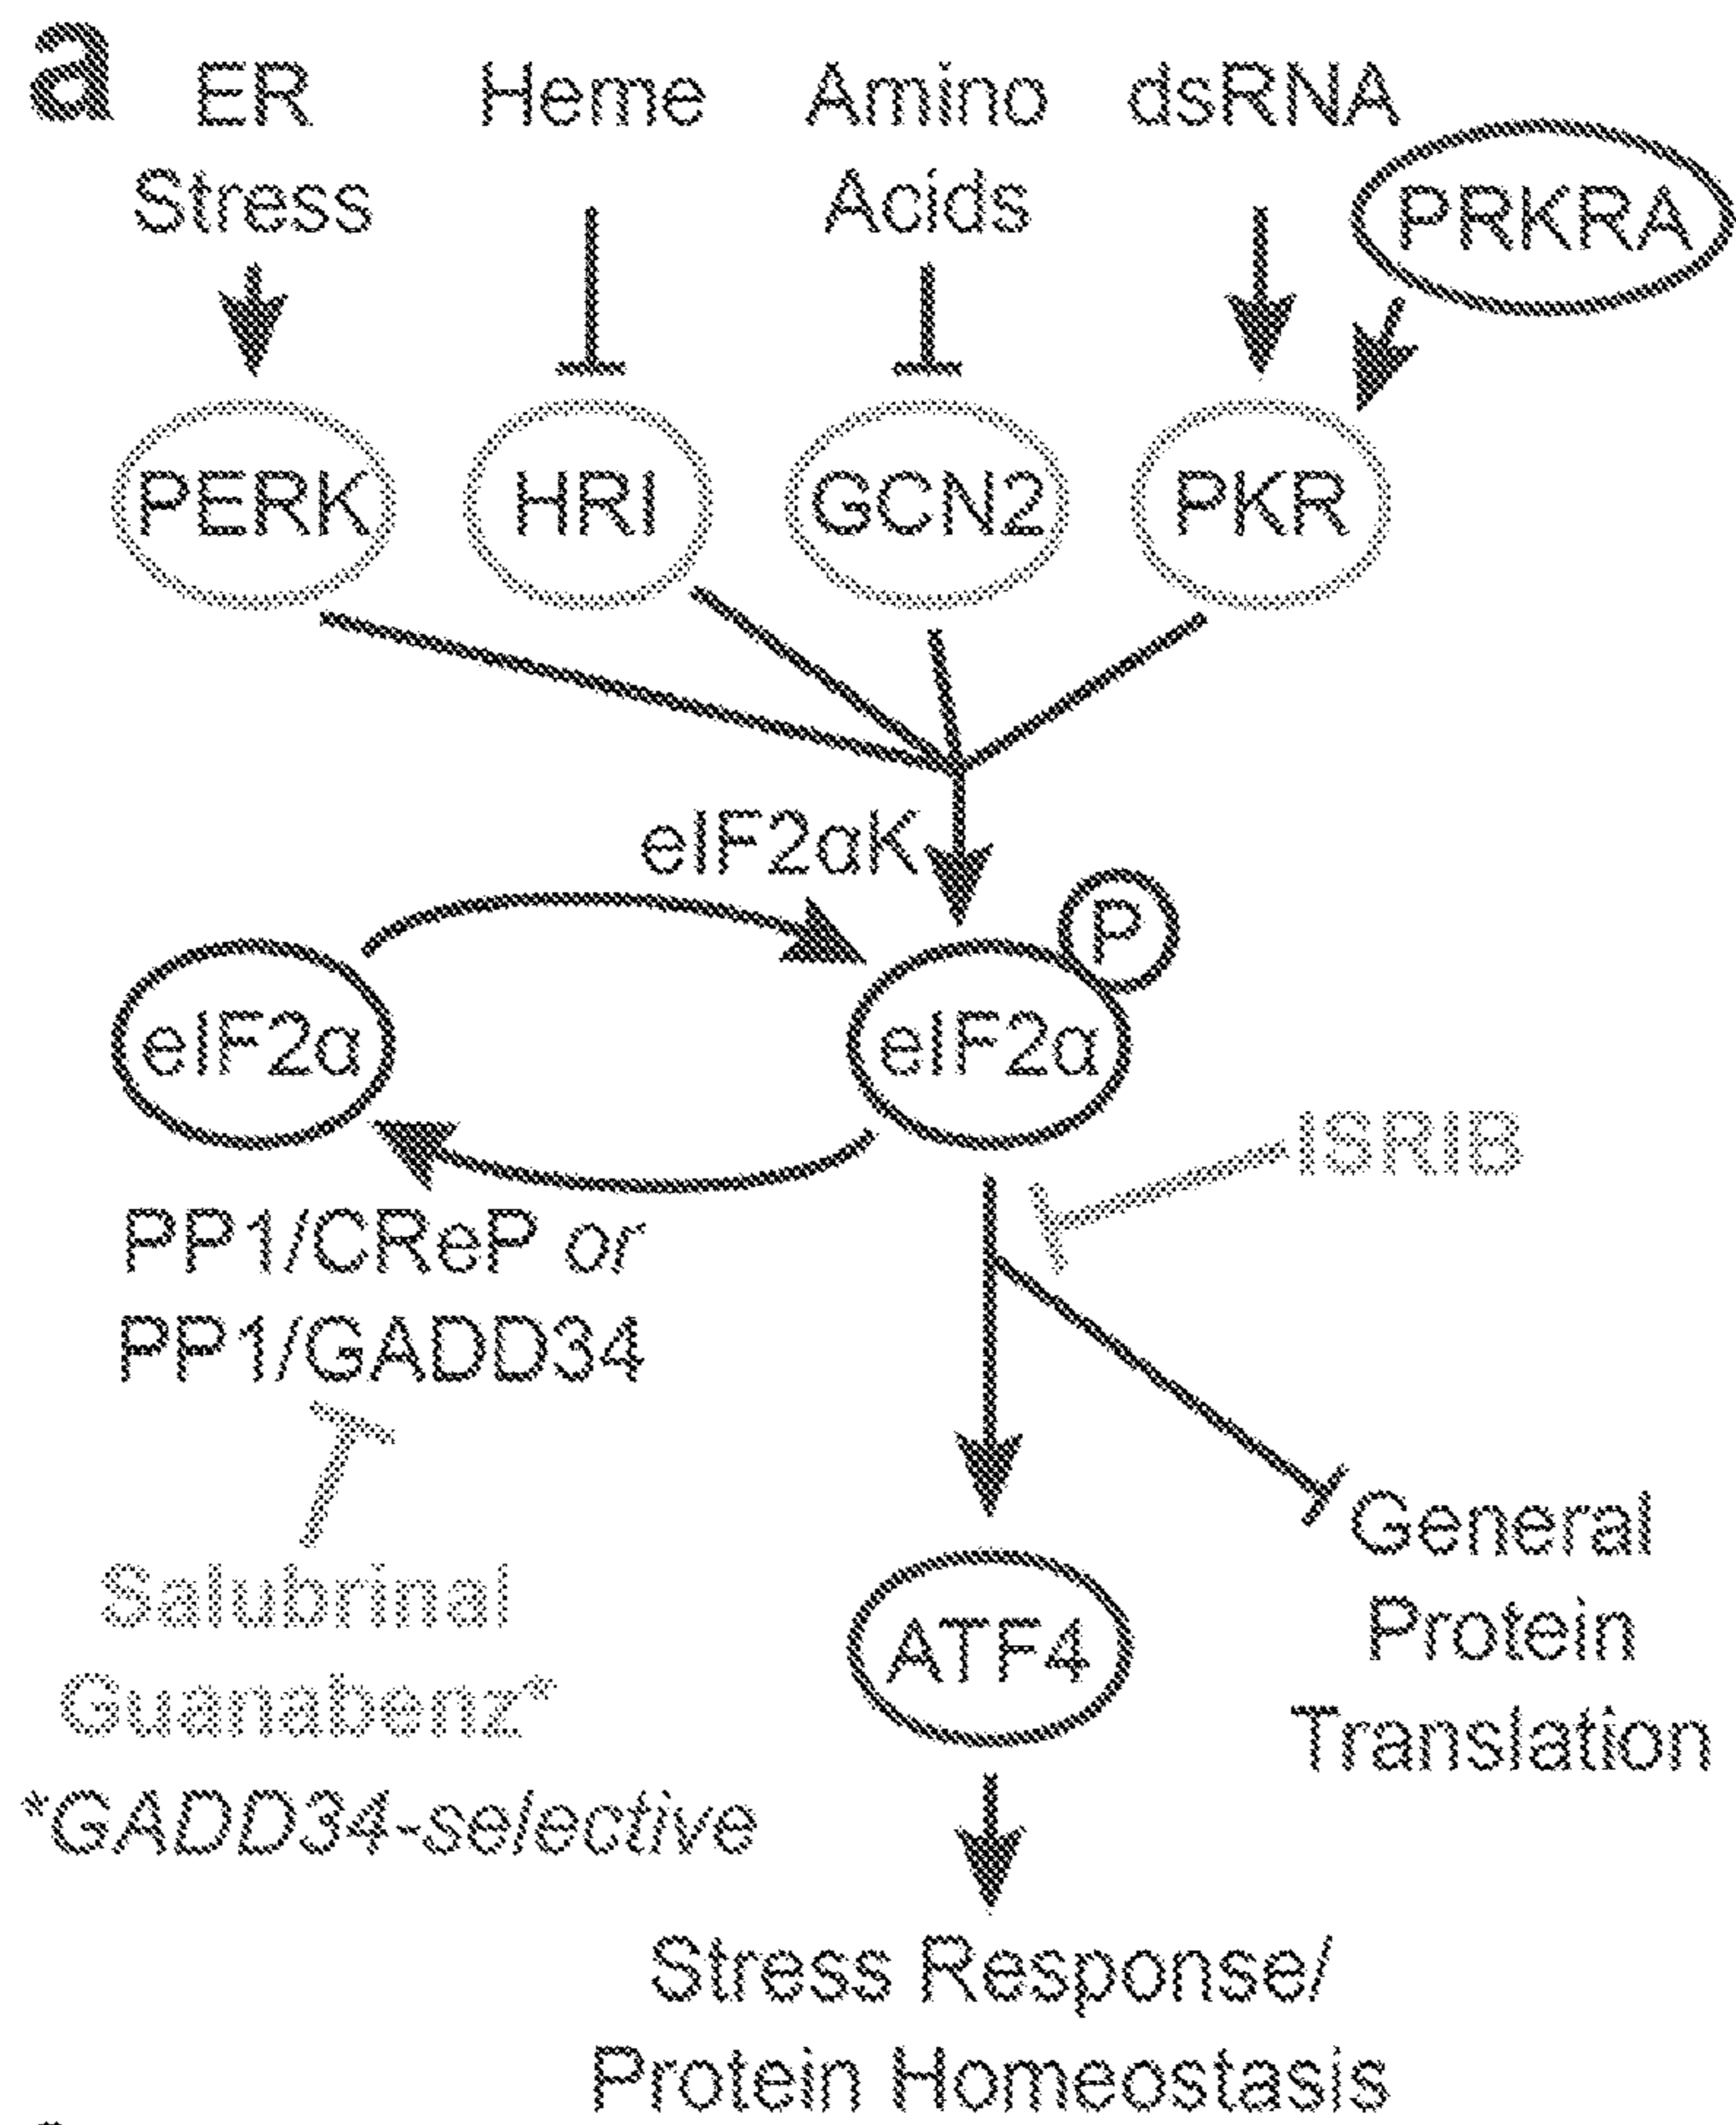 a
ER
Stress
Heme
Amino
Acids
dsRNA
PRKRA
PERK
HRI
GCN2
PKR
eIF2αK
P
eIF2α
eIF2α
ISRIB
PP1/CReP or
PP1/GADD34
Salubrinal
Guanabenz*
*GADD34-selective
ATF4
General
Protein
Translation
Stress Response/
Protein Homeostasis